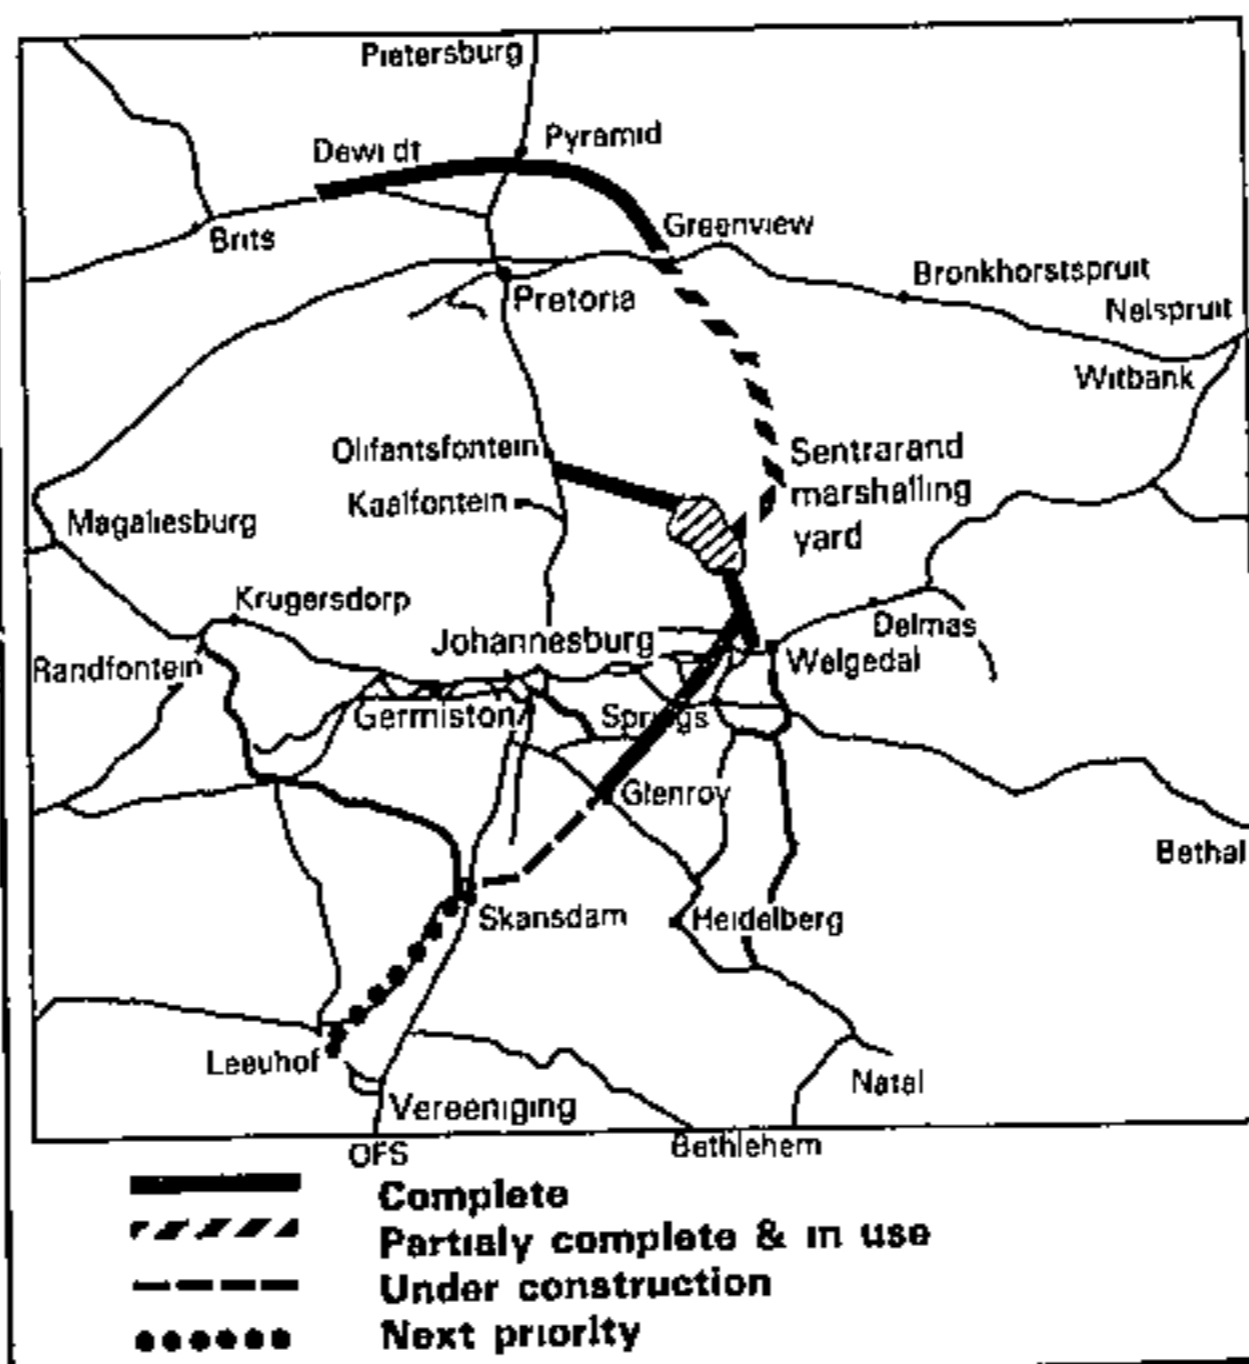 Pietersburg
Dewildt
Pyramid
Greenview
Brits
Bronkhorstspruit
Pretoria
Nelspruit
Witbank
Olifantsfontein
Sentrarand
marshalling
yard
Kaalfontein
Magaliesburg
Krugersdorp
Johannesburg
Delmas
Randfontein
Welgedal
Germiston
Springs
Glenroy
Bethal
Skansdam
Heidelberg
Leeuhof
Natal
Vereeniging
OFS
Bethlehem
Complete
Partialy complete & in use
Under construction
Next priority